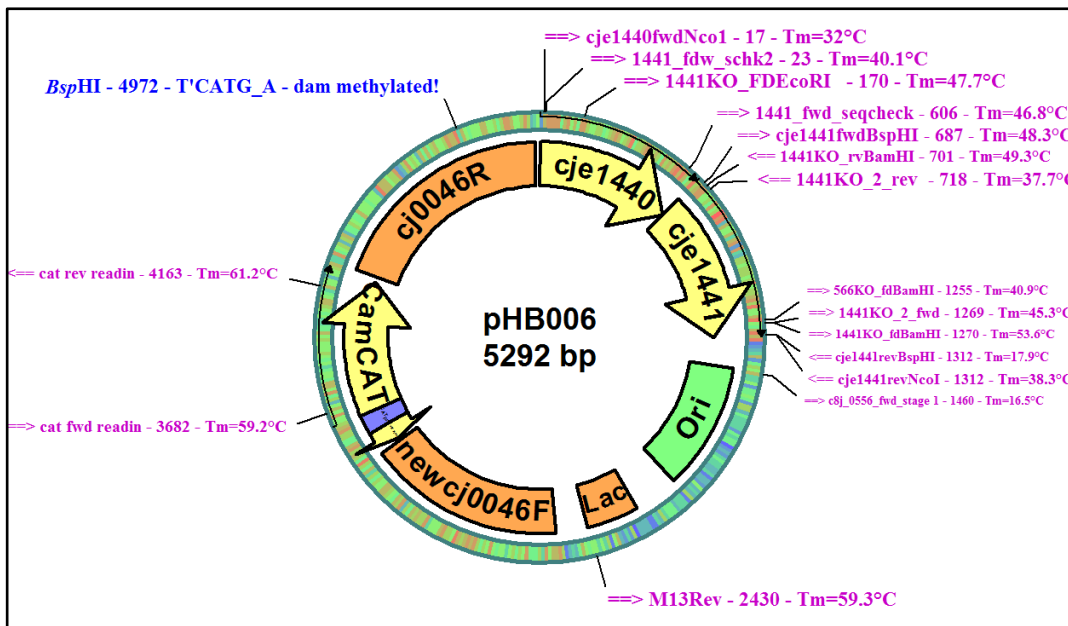 ==> cje1440fwdNco1 - 17 - Tm=32°C
==> 1441_fdw_schk2 - 23 - Tm=40.1°C
==> 1441KO_FDEcoRI - 170 - Tm=47.7°C
BspHI - 4972 - T'CATG_A - dam methylated!
==> 1441_fwd_seqcheck - 606 - Tm=46.8°C
==> cje1441fwdBspHI - 687 - Tm=48.3°C
<== 1441KO_rvBamHI - 701 - Tm=49.3°C
<== 1441KO_2_rev - 718 - Tm=37.7°C
cj0046R
cje1440
cje1441
<== cat rev readin - 4163 - Tm=61.2°C
==> 566KO_fdBamHI - 1255 - Tm=40.9°C
==> 1441KO_2_fwd - 1269 - Tm=45.3°C
==> 1441KO_fdBamHI - 1270 - Tm=53.6°C
<== cje1441revBspHI - 1312 - Tm=17.9°C
<== cje1441revNcoI - 1312 - Tm=38.3°C
==> c8j_0556_fwd_stage 1 - 1460 - Tm=16.5°C
pHB006
5292 bp
CamCAT
==> cat fwd readin - 3682 - Tm=59.2°C
Ori
newcj0046F
Lac
==> M13Rev - 2430 - Tm=59.3°C